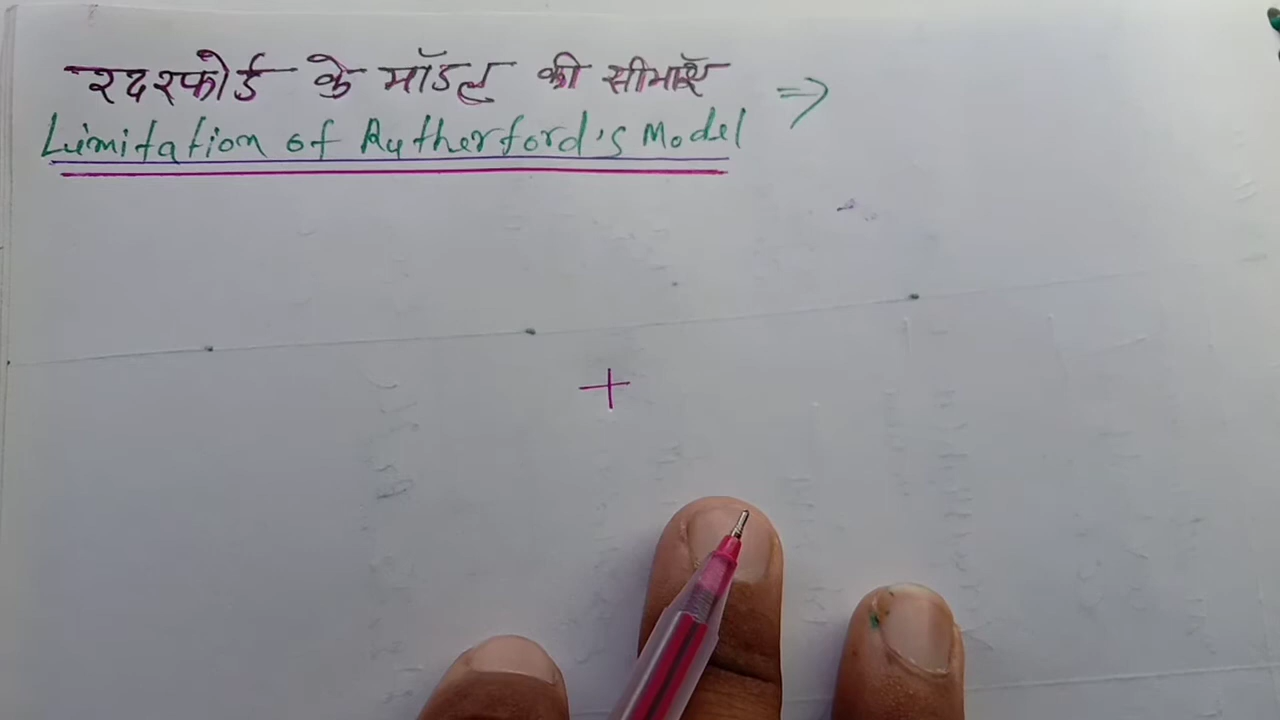 रदरफोर्ड के मॉडल की सीमाएँ ⇒
Limitation of Rutherford's Model
+